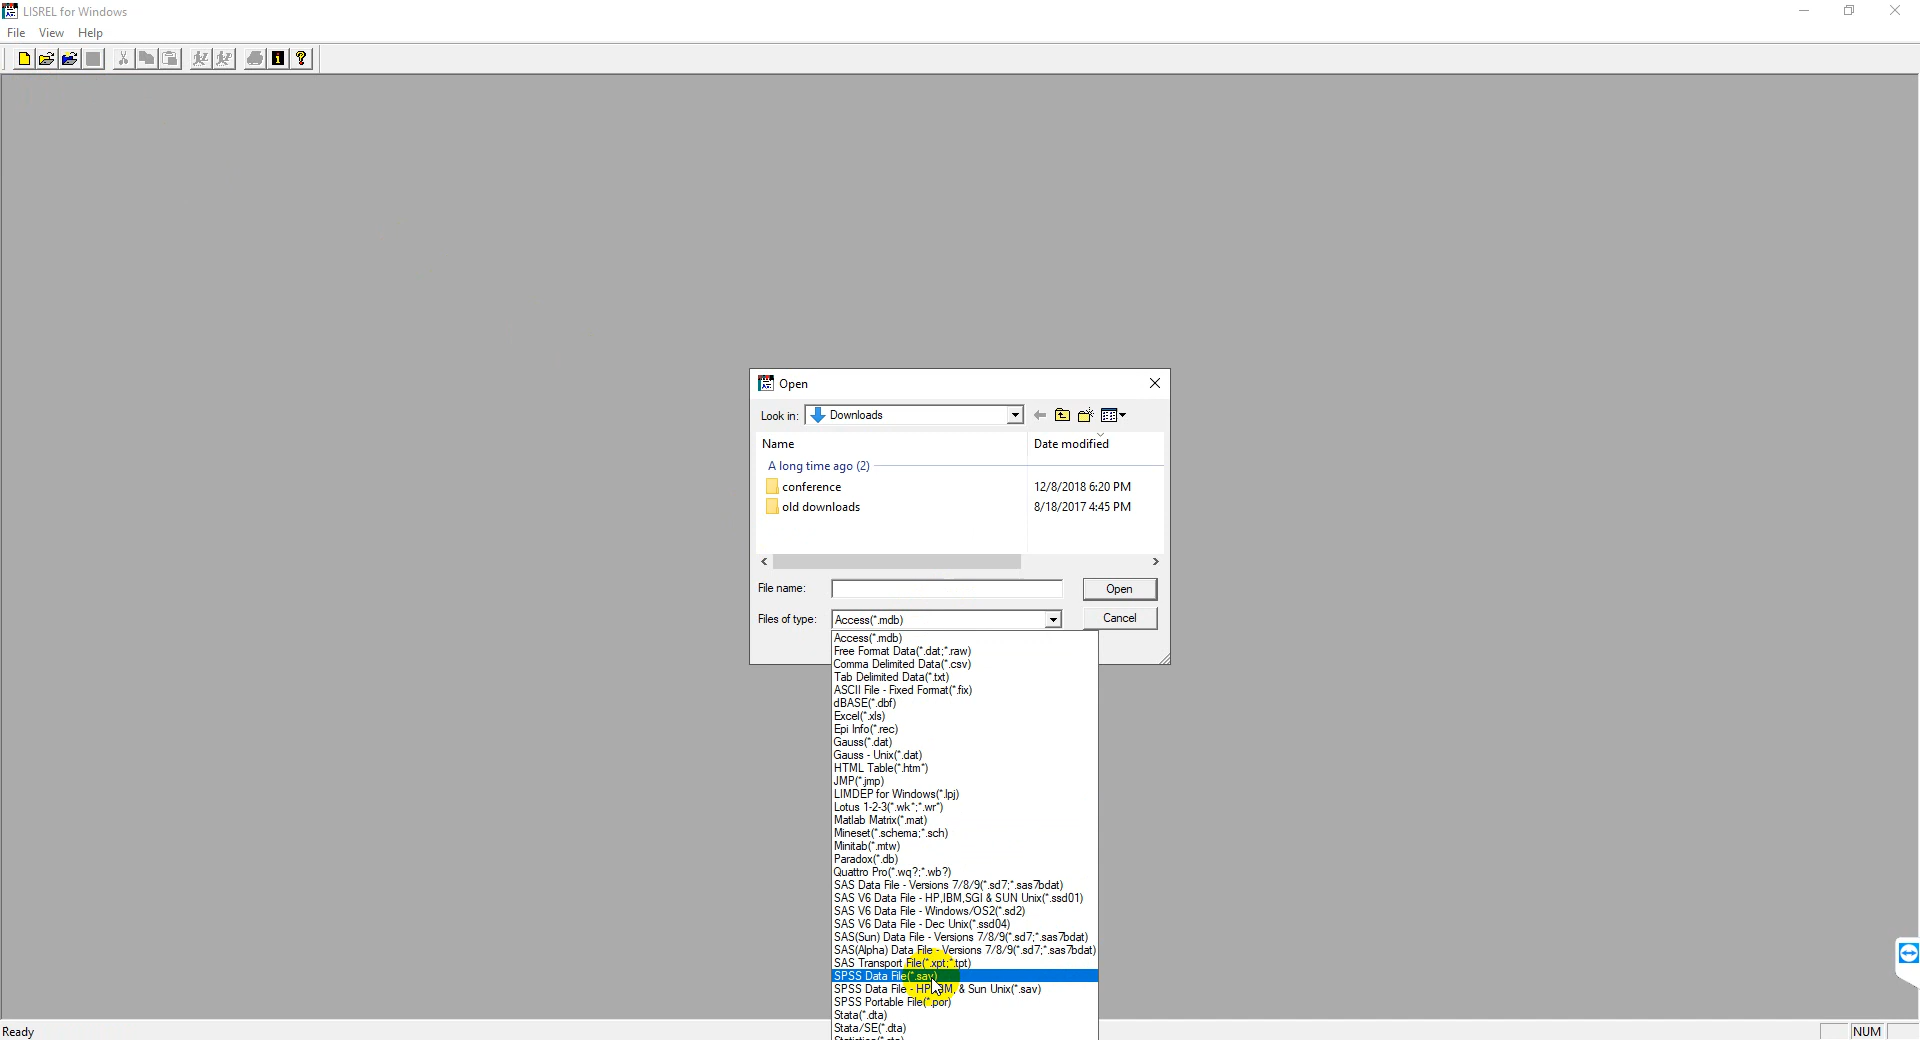 LISREL for Windows
File View Help
Open
Look in: Downloads
Name Date modified
A long time ago (2)
conference 12/8/2018 6:20 PM
old downloads 8/18/2017 4:45 PM
File name: Open
Files of type: Access(*.mdb) Cancel
Access(*.mdb)
Free Format Data(*.dat;*.raw)
Comma Delimited Data(*.csv)
Tab Delimited Data(*.txt)
ASCII File - Fixed Format(*.fix)
dBASE(*.dbf)
Excel(*.xls)
Epi Info(*.rec)
Gauss(*.dat)
Gauss - Unix(*.dat)
HTML Table(*.htm*)
JMP(*.jmp)
LIMDEP for Windows(*.lpj)
Lotus 1-2-3(*.wk*;*.wr*)
Matlab Matrix(*.mat)
Mineset(*.schema;*.sch)
Minitab(*.mtw)
Paradox(*.db)
Quattro Pro(*.wq?;*.wb?)
SAS Data File - Versions 7/8/9(*.sd7;*.sas7bdat)
SAS V6 Data File - HP,IBM,SGI & SUN Unix(*.ssd01)
SAS V6 Data File - Windows/OS2(*.sd2)
SAS V6 Data File - Dec Unix(*.ssd04)
SAS(Sun) Data File - Versions 7/8/9(*.sd7;*.sas7bdat)
SAS(Alpha) Data File - Versions 7/8/9(*.sd7;*.sas7bdat)
SAS Transport File(*.xpt;*.tpt)
SPSS Data File(*.sav)
SPSS Data File - HP,IBM, & Sun Unix(*.sav)
SPSS Portable File(*.por)
Stata(*.dta)
Stata/SE(*.dta)
Ready NUM